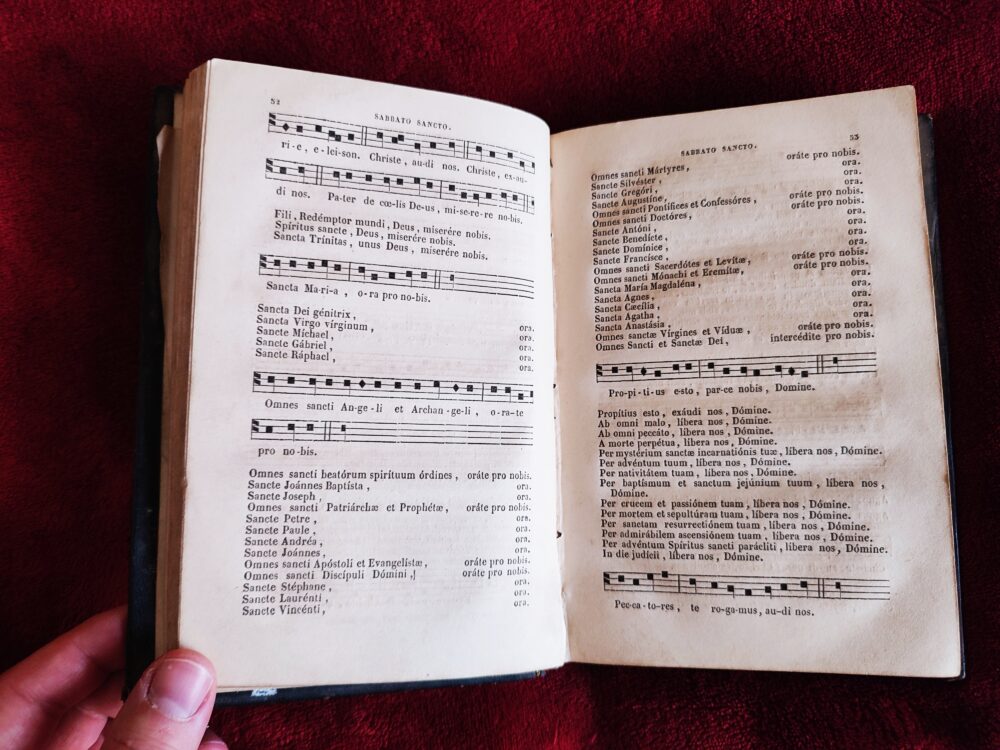 52
SABBATO SANCTO.
ri-e, e-lei-son. Christe, au-di nos. Christe, ex-au-
di nos. Pa-ter de cœ-lis De-us, mi-se-re-re no-bis.
Fili, Redémptor mundi, Deus, miserére nobis.
Spíritus sancte, Deus, miserére nobis.
Sancta Trínitas, unus Deus, miserére nobis.
Sancta Ma-ri-a, o-ra pro no-bis.
Sancta Dei génitrix, ora.
Sancta Virgo vírginum, ora.
Sancte Míchael, ora.
Sancte Gábriel, ora.
Sancte Ráphael, ora.
Omnes sancti An-ge-li et Archan-ge-li, o-ra-te
pro no-bis.
Omnes sancti beatórum spirítuum órdines, oráte pro nobis.
Sancte Joánnes Baptísta, ora.
Sancte Joseph, ora.
Omnes sancti Patriárchæ et Prophétæ, oráte pro nobis.
Sancte Petre, ora.
Sancte Paule, ora.
Sancte Andréa, ora.
Sancte Joánnes, ora.
Omnes sancti Apóstoli et Evangelistæ, oráte pro nobis.
Omnes sancti Discípuli Dómini, oráte pro nobis.
Sancte Stéphane, ora.
Sancte Laurénti, ora.
Sancte Vincénti, ora.
53
SABBATO SANCTO.
Omnes sancti Mártyres, oráte pro nobis.
Sancte Silvéster, ora.
Sancte Gregóri, ora.
Sancte Augustíne, ora.
Omnes sancti Pontífices et Confessóres, oráte pro nobis.
Omnes sancti Doctóres, oráte pro nobis.
Sancte Antóni, ora.
Sancte Benedícte, ora.
Sancte Domínice, ora.
Sancte Francísce, ora.
Omnes sancti Sacerdótes et Levítæ, oráte pro nobis.
Omnes sancti Mónachi et Eremítæ, oráte pro nobis.
Sancta María Magdaléna, ora.
Sancta Agnes, ora.
Sancta Cæcília, ora.
Sancta Agatha, ora.
Sancta Anastásia, ora.
Omnes sanctæ Vírgines et Víduæ, oráte pro nobis.
Omnes Sancti et Sanctæ Dei, intercédite pro nobis.
Pro-pi-ti-us e-sto, par-ce nobis, Domine.
Propítius esto, exáudi nos, Dómine.
Ab omni malo, líbera nos, Dómine.
Ab omni peccáto, líbera nos, Dómine.
A morte perpétua, líbera nos, Dómine.
Per mystérium sanctæ incarnatiónis tuæ, líbera nos, Dómine.
Per advéntum tuum, líbera nos, Dómine.
Per nativitátem tuam, líbera nos, Dómine.
Per baptísmum et sanctum jejúnium tuum, líbera nos,
Dómine.
Per crucem et passiónem tuam, líbera nos, Dómine.
Per mortem et sepultúram tuam, líbera nos, Dómine.
Per sanctam resurrectiónem tuam, líbera nos, Dómine.
Per admirábilem ascensiónem tuam, líbera nos, Dómine.
Per advéntum Spíritus sancti parácliti, líbera nos, Dómine.
In die judícii, líbera nos, Dómine.
Pec-ca-to-res, te ro-ga-mus, au-di nos.